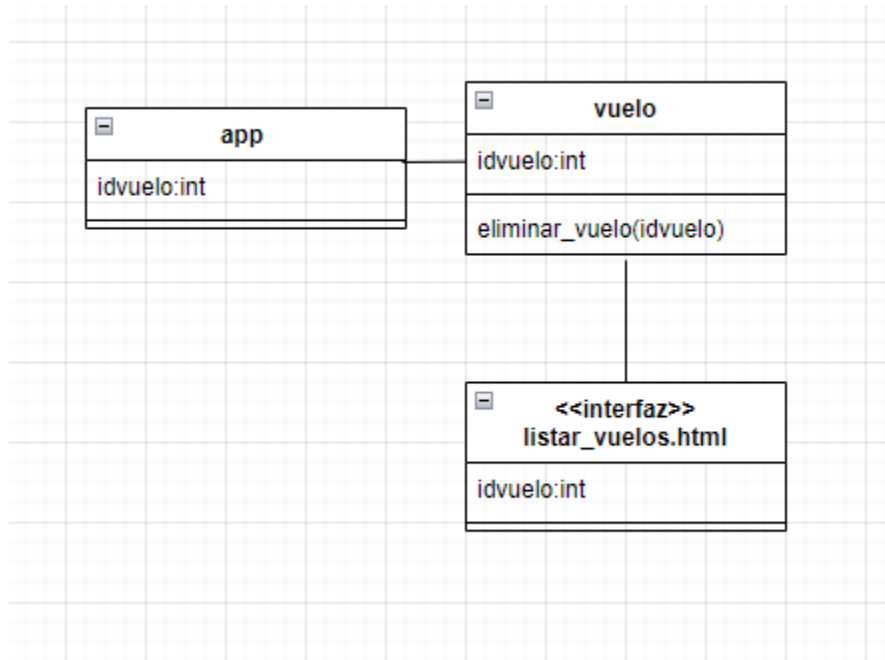 app
idvuelo:int
vuelo
idvuelo:int
eliminar_vuelo(idvuelo)
<<interfaz>>
listar_vuelos.html
idvuelo:int